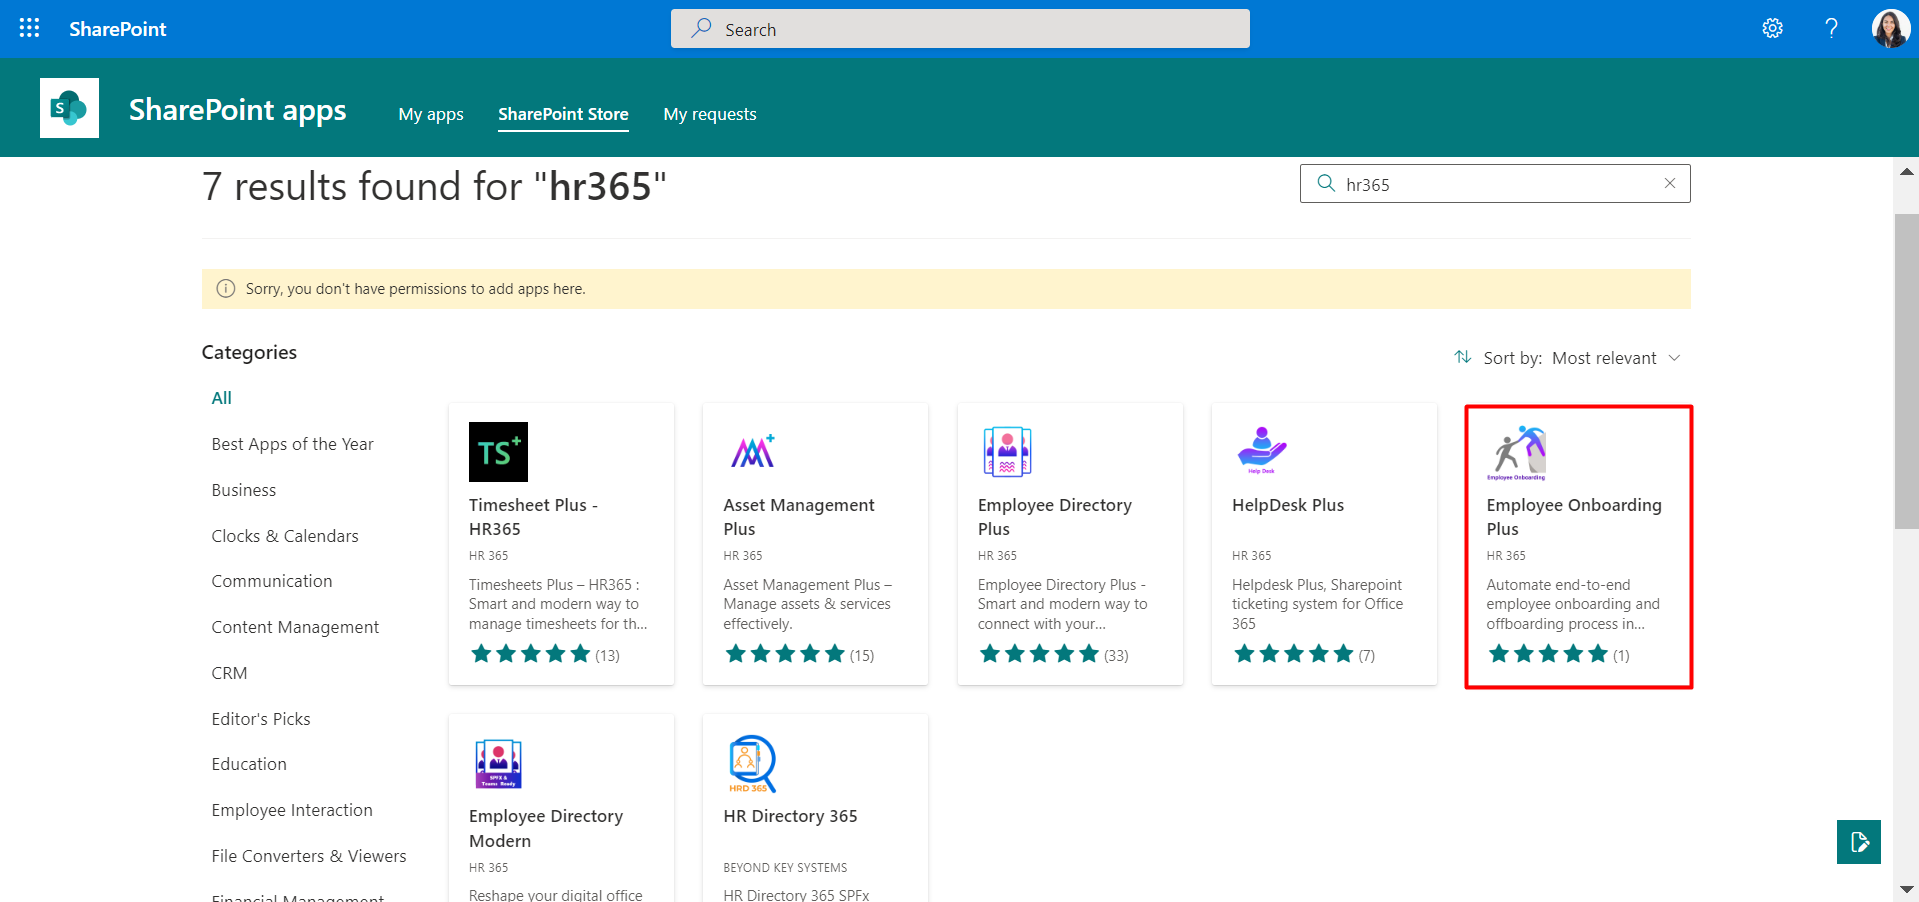 SharePoint
Search
SharePoint apps
My apps
SharePoint Store
My requests
7 results found for "hr365"
hr365
Sorry, you don't have permissions to add apps here.
Categories
Sort by: Most relevant
All
Best Apps of the Year
Business
Clocks & Calendars
Communication
Content Management
CRM
Editor's Picks
Education
Employee Interaction
File Converters & Viewers
Financial Management
TS+
Timesheet Plus -
HR365
HR 365
Timesheets Plus – HR365 :
Smart and modern way to
manage timesheets for th...
(13)
Asset Management
Plus
HR 365
Asset Management Plus –
Manage assets & services
effectively.
(15)
Employee Directory
Plus
HR 365
Employee Directory Plus -
Smart and modern way to
connect with your...
(33)
Help Desk
HelpDesk Plus
HR 365
Helpdesk Plus, Sharepoint
ticketing system for Office
365
(7)
Employee Onboarding
Employee Onboarding
Plus
HR 365
Automate end-to-end
employee onboarding and
offboarding process in...
(1)
SPFX &
Teams Ready
Employee Directory
Modern
HR 365
Reshape your digital office
HRD 365
HR Directory 365
BEYOND KEY SYSTEMS
HR Directory 365 SPFx